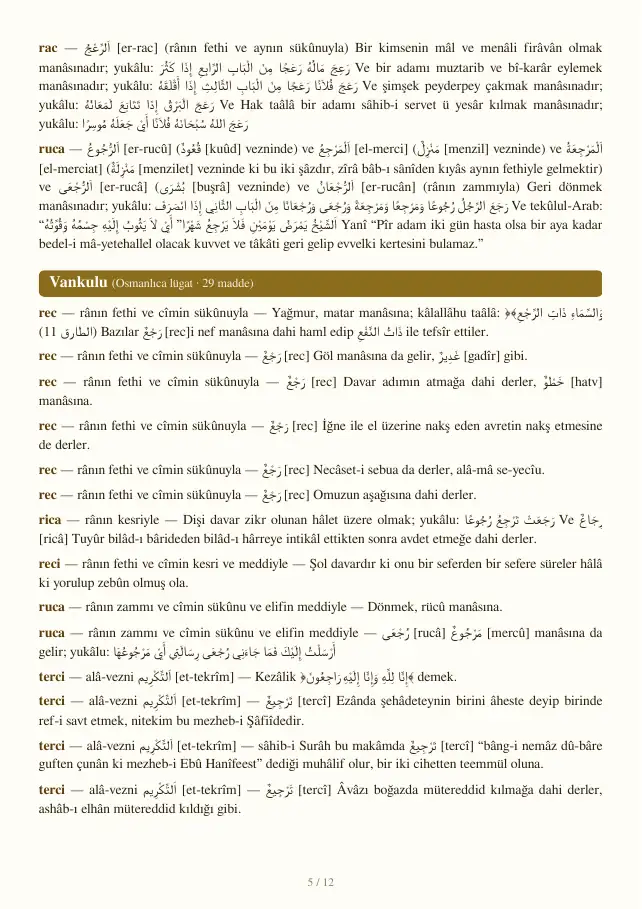 rac — اَلرَّعْجُ [er-rac] (rânın fethi ve aynın sükûnuyla) Bir kimsenin mâl ve menâli firâvân olmak
manâsınadır; yukâlu: رَعِجَ مَالُهُ رَعَجًا مِنَ الْبَابِ الرَّابِعِ إِذَا كَثُرَ Ve bir adamı muztarib ve bî-karâr eylemek
manâsınadır; yukâlu: رَعَجَ فُلَانًا رَعْجًا مِنَ الْبَابِ الثَّالِثِ إِذَا أَقْلَقَهُ Ve şimşek peyderpey çakmak manâsınadır;
yukâlu: رَعَجَ الْبَرْقُ إِذَا تَتَابَعَ لَمَعَانُهُ Ve Hak taâlâ bir adamı sâhib-i servet ü yesâr kılmak manâsınadır;
yukâlu: رَعَجَ اللهُ سُبْحَانَهُ فُلَانًا أَيْ جَعَلَهُ مُوسِرًا
ruca — اَلرُّجُوعُ [er-rucû] (قُعُودٌ [kuûd] vezninde) ve اَلْمَرْجِعُ [el-merci] (مَنْزِلٌ [menzil] vezninde) ve اَلْمَرْجِعَةُ
[el-merciat] (مَنْزِلَةٌ [menzilet] vezninde ki bu iki şâzdır, zîrâ bâb-ı sânîden kıyâs aynın fethiyle gelmektir)
ve اَلرُّجْعَى [er-rucâ] (بُشْرَى [buşrâ] vezninde) ve اَلرُّجْعَانُ [er-rucân] (rânın zammıyla) Geri dönmek
manâsınadır; yukâlu: رَجَعَ الرَّجُلُ رُجُوعًا وَمَرْجِعًا وَمَرْجِعَةً وَرُجْعَى وَرُجْعَانًا مِنَ الْبَابِ الثَّانِي إِذَا انْصَرَفَ Ve tekûlul-Arab:
“اَلشَّيْخُ يَمْرَضُ يَوْمَيْنِ فَلَا يَرْجِعُ شَهْرًا” أَيْ لَا يَثُوبُ إِلَيْهِ جِسْمُهُ وَقُوَّتُهُ Yanî “Pîr adam iki gün hasta olsa bir aya kadar
bedel-i mâ-yetehallel olacak kuvvet ve tâkâti geri gelip evvelki kertesini bulamaz.”
Vankulu (Osmanlıca lügat · 29 madde)
rec — rânın fethi ve cîmin sükûnuyla — Yağmur, matar manâsına; kâlallâhu taâlâ: ﴿﴿وَالسَّمَاءِ ذَاتِ الرَّجْعِ
(الطارق 11) Bazılar رَجْعٌ [rec]i nef manâsına dahi haml edip ذَاتُ النَّفْعِ ile tefsîr ettiler.
rec — rânın fethi ve cîmin sükûnuyla — رَجْعٌ [rec] Göl manâsına da gelir, غَدِيرٌ [gadîr] gibi.
rec — rânın fethi ve cîmin sükûnuyla — رَجْعٌ [rec] Davar adımın atmağa dahi derler, خَطْوٌ [hatv]
manâsına.
rec — rânın fethi ve cîmin sükûnuyla — رَجْعٌ [rec] İğne ile el üzerine nakş eden avretin nakş etmesine
de derler.
rec — rânın fethi ve cîmin sükûnuyla — رَجْعٌ [rec] Necâset-i sebua da derler, alâ-mâ se-yecîu.
rec — rânın fethi ve cîmin sükûnuyla — رَجْعٌ [rec] Omuzun aşağısına dahi derler.
rica — rânın kesriyle — Dişi davar zikr olunan hâlet üzere olmak; yukâlu: رَجَعَتْ تَرْجِعُ رُجُوعًا Ve رِجَاعٌ
[ricâ] Tuyûr bilâd-ı bârideden bilâd-ı hârreye intikâl ettikten sonra avdet etmeğe dahi derler.
reci — rânın fethi ve cîmin kesri ve meddiyle — Şol davardır ki onu bir seferden bir sefere süreler hâlâ
ki yorulup zebûn olmuş ola.
ruca — rânın zammı ve cîmin sükûnu ve elifin meddiyle — Dönmek, rücû manâsına.
ruca — rânın zammı ve cîmin sükûnu ve elifin meddiyle — رُجْعَى [rucâ] مَرْجُوعٌ [mercû] manâsına da
gelir; yukâlu: أَرْسَلْتُ إِلَيْكَ فَمَا جَاءَنِي رُجْعَى رِسَالَتِي أَيْ مَرْجُوعُهَا
terci — alâ-vezni اَلتَّكْرِيم [et-tekrîm] — Kezâlik ﴿إِنَّا لِلَّهِ وَإِنَّا إِلَيْهِ رَاجِعُونَ﴾ demek.
terci — alâ-vezni اَلتَّكْرِيم [et-tekrîm] — تَرْجِيعٌ [tercî] Ezânda şehâdeteynin birini âheste deyip birinde
ref-i savt etmek, nitekim bu mezheb-i Şâfiîdedir.
terci — alâ-vezni اَلتَّكْرِيم [et-tekrîm] — sâhib-i Surâh bu makâmda تَرْجِيعٌ [tercî] “bâng-i nemâz dû-bâre
guften çunân ki mezheb-i Ebû Hanîfeest” dediği muhâlif olur, bir iki cihetten teemmül oluna.
terci — alâ-vezni اَلتَّكْرِيم [et-tekrîm] — تَرْجِيعٌ [tercî] Âvâzı boğazda mütereddid kılmağa dahi derler,
ashâb-ı elhân mütereddid kıldığı gibi.
5 / 12